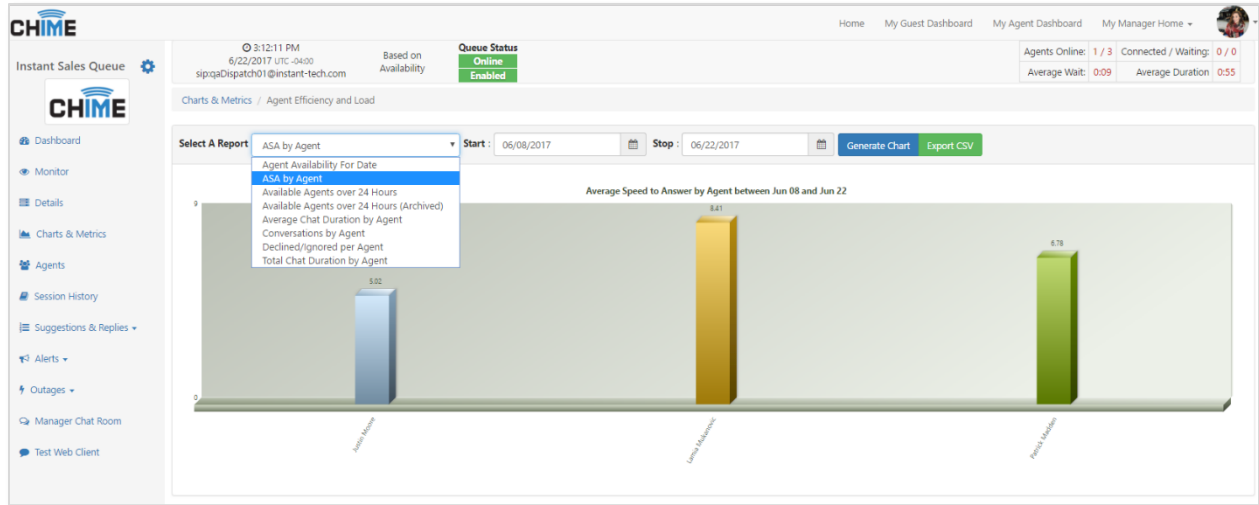 CHIME
Home My Guest Dashboard My Agent Dashboard My Manager Home
Instant Sales Queue
CHIME
Dashboard
Monitor
Details
Charts & Metrics
Agents
Session History
Suggestions & Replies
Alerts
Outages
Manager Chat Room
Test Web Client
3:12:11 PM
6/22/2017 UTC -04:00
sip:qaDispatch01@instant-tech.com
Based on
Availability
Queue Status
Online
Enabled
Agents Online: 1 / 3 Connected / Waiting: 0 / 0
Average Wait: 0:09 Average Duration 0:55
Charts & Metrics / Agent Efficiency and Load
Select A Report ASA by Agent Start : 06/08/2017 Stop : 06/22/2017 Generate Chart Export CSV
Agent Availability For Date
ASA by Agent
Available Agents over 24 Hours
Available Agents over 24 Hours (Archived)
Average Chat Duration by Agent
Conversations by Agent
Declined/Ignored per Agent
Total Chat Duration by Agent
Average Speed to Answer by Agent between Jun 08 and Jun 22
9
8.41
6.78
5.02
0
Justin Moore
Lamia Mukanovic
Patrick Madden